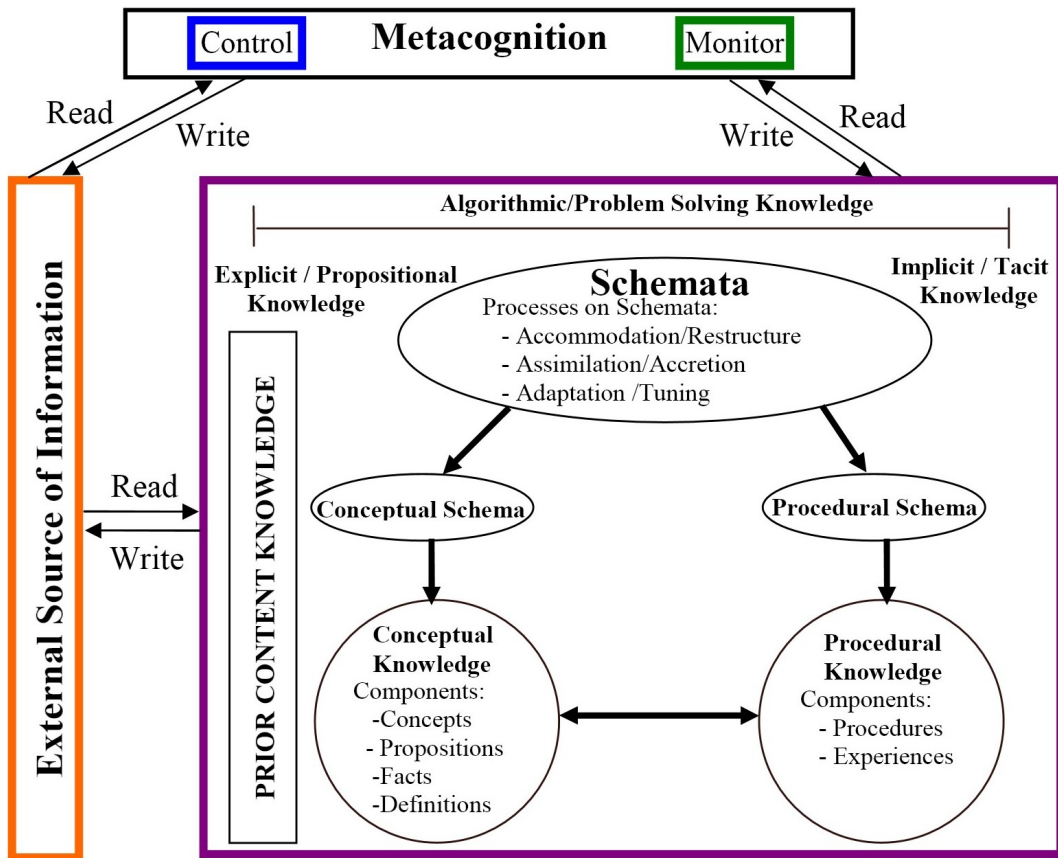 Control
Metacognition
Monitor
Read
Write
Write
Read
External Source of Information
Read
Write
Algorithmic/Problem Solving Knowledge
Explicit / Propositional
Knowledge
Implicit / Tacit
Knowledge
PRIOR CONTENT KNOWLEDGE
Schemata
Processes on Schemata:
- Accommodation/Restructure
- Assimilation/Accretion
- Adaptation /Tuning
Conceptual Schema
Procedural Schema
Conceptual
Knowledge
Components:
-Concepts
- Propositions
-Facts
-Definitions
Procedural
Knowledge
Components:
- Procedures
- Experiences